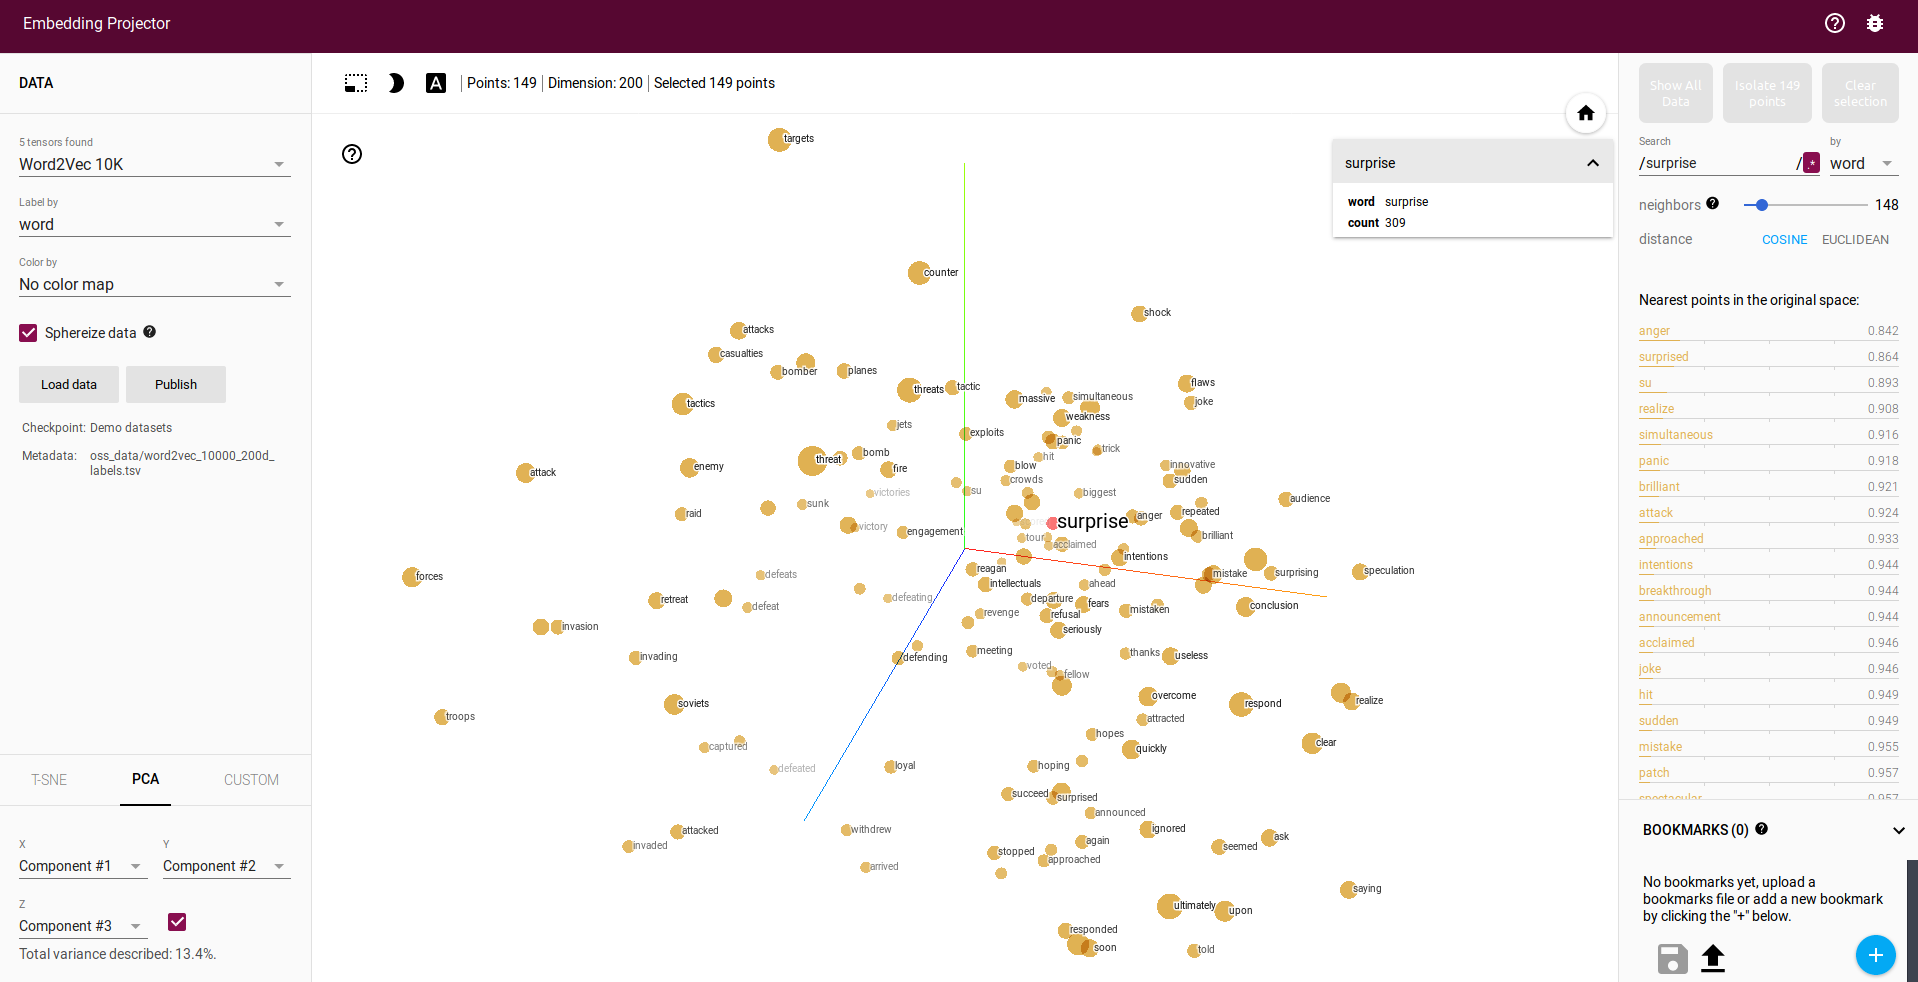 Embedding Projector
DATA
5 tensors found
Word2Vec 10K
Label by
word
Color by
No color map
Sphereize data
Load data
Publish
Checkpoint: Demo datasets
Metadata: oss_data/word2vec_10000_200d_
labels.tsv
T-SNE
PCA
CUSTOM
X
Component #1
Y
Component #2
Z
Component #3
Total variance described: 13.4%.
A
Points: 149
Dimension: 200
Selected 149 points
surprise
word surprise
count 309
targets
counter
shock
attacks
casualties
bomber
planes
threats
tactic
tactics
massive
simultaneous
weakness
flaws
joke
jets
exploits
panic
trick
hit
threat
bomb
fire
enemy
attack
blow
crowds
innovative
sudden
victories
su
biggest
audience
sunk
raid
victory
engagement
surprise
anger
repeated
brilliant
tour
acclaimed
intentions
forces
defeats
reagan
intellectuals
ahead
mistake
surprising
speculation
retreat
defeat
defeating
departure
fears
revenge
refusal
mistaken
conclusion
invasion
seriously
invading
defending
meeting
thanks
useless
voted
fellow
soviets
overcome
respond
realize
troops
attracted
captured
hopes
quickly
clear
defeated
loyal
hoping
succeed
surprised
announced
attacked
withdrew
ignored
invaded
again
seemed
ask
arrived
stopped
approached
saying
ultimately
upon
responded
soon
told
Show All
Data
Isolate 149
points
Clear
selection
Search
by
/surprise
/
.*
word
neighbors
148
distance
COSINE
EUCLIDEAN
Nearest points in the original space:
anger 0.842
surprised 0.864
su 0.893
realize 0.908
simultaneous 0.916
panic 0.918
brilliant 0.921
attack 0.924
approached 0.933
intentions 0.944
breakthrough 0.944
announcement 0.944
acclaimed 0.946
joke 0.946
hit 0.949
sudden 0.949
mistake 0.955
patch 0.957
spectacular 0.957
BOOKMARKS (0)
No bookmarks yet, upload a
bookmarks file or add a new bookmark
by clicking the "+" below.